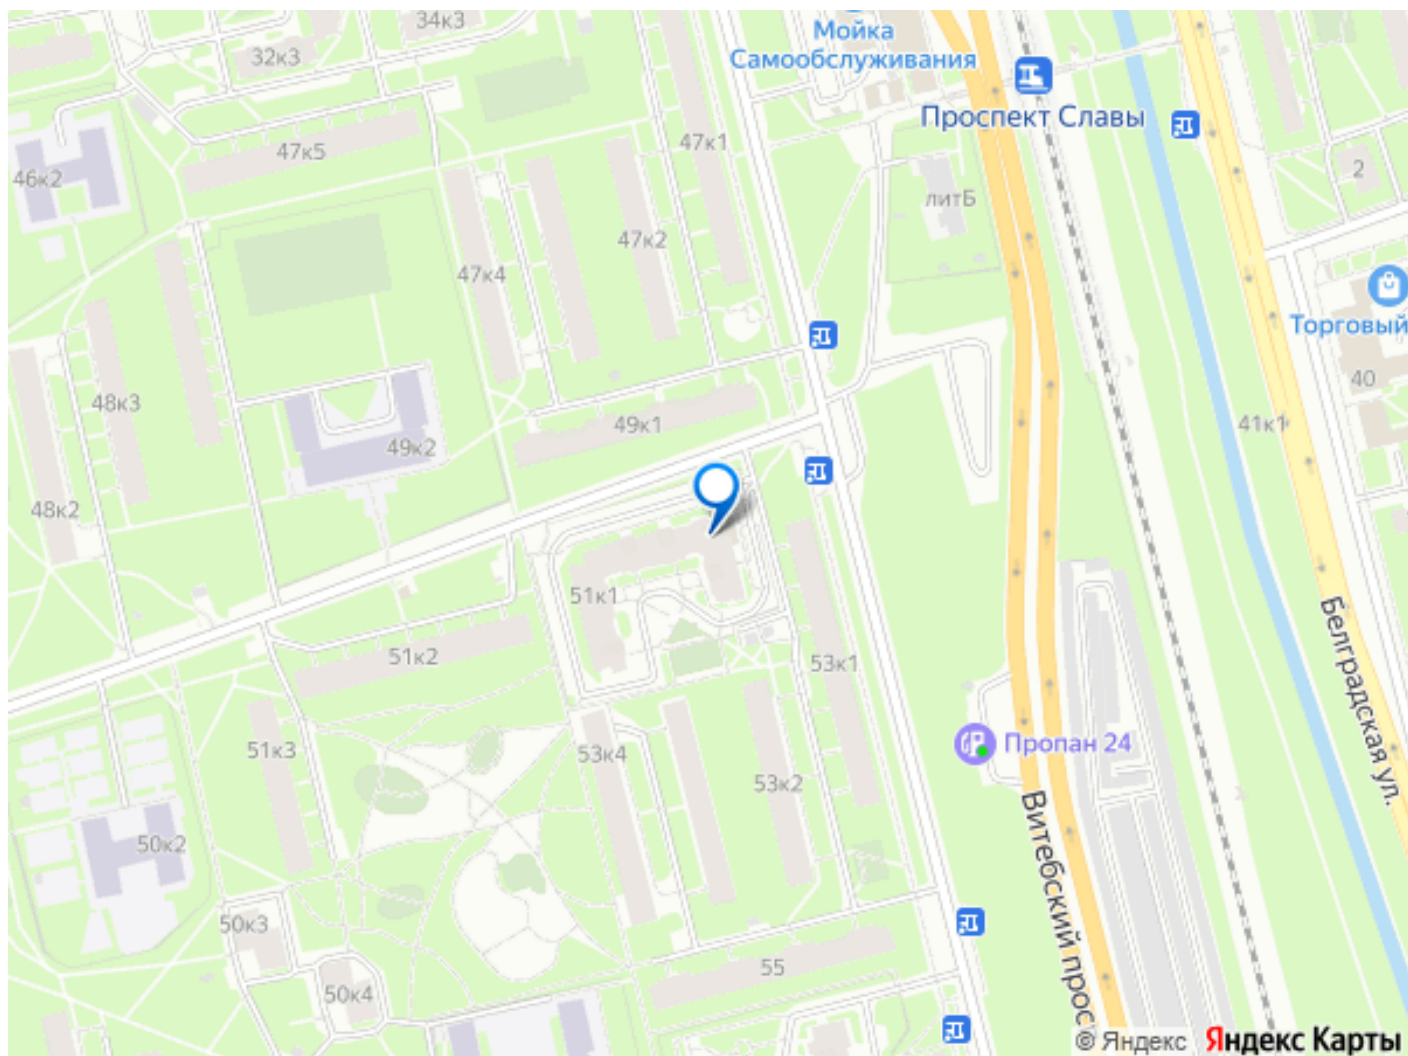 34к3
Мойка
Самообслуживания
32к3
Проспект Славы
47к1
47к5
46к2
2
литБ
47к2
47к4
Торговый
40
48к3
49к1
41к1
49к2
48к2
51к1
Белградская ул.
51к2
53к1
51к3
53к4
Пропан 24
53к2
Витебский прос
50к2
50к3
55
50к4
© Яндекс Яндекс Карты